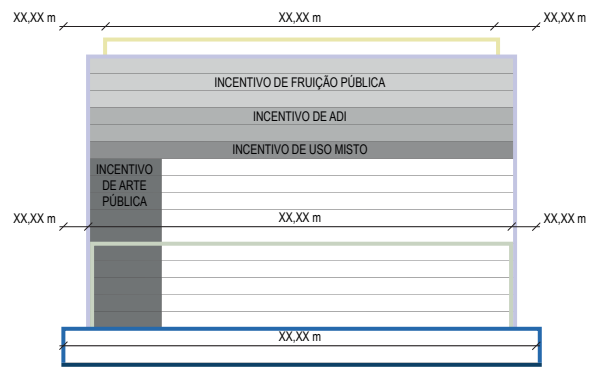 XX,XX m XX,XX m XX,XX m
INCENTIVO DE FRUIÇÃO PÚBLICA
INCENTIVO DE ADI
INCENTIVO DE USO MISTO
INCENTIVO
DE ARTE
PÚBLICA
XX,XX m XX,XX m XX,XX m
XX,XX m